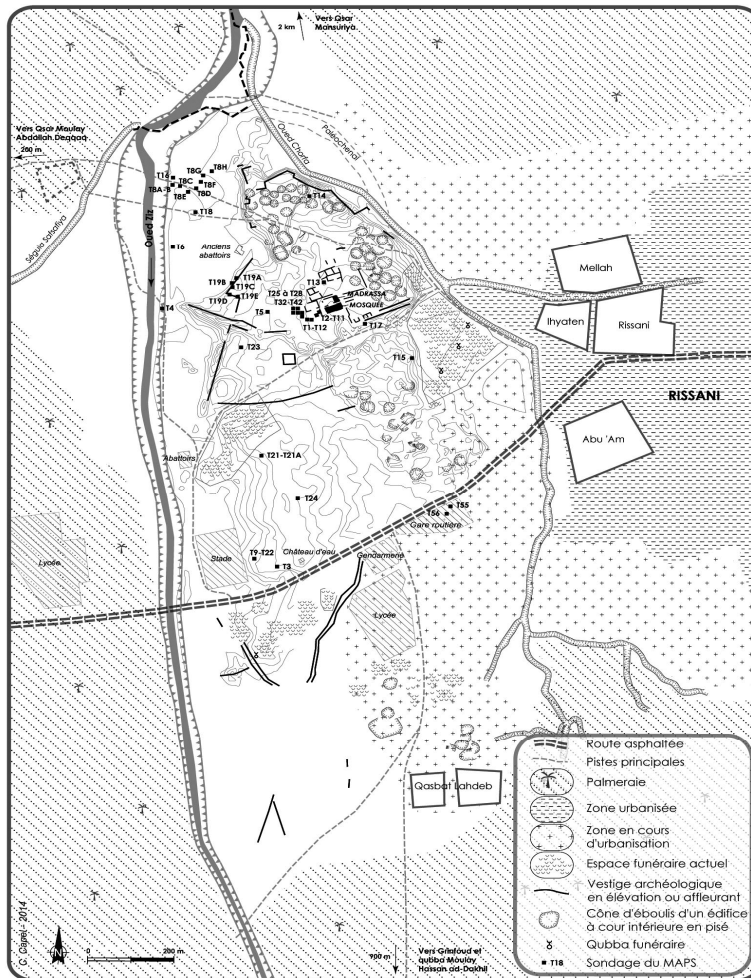 Vers Qsar
Mansuriya
2 km
Vers Qsar Moulay
Abdallah Deqqaq
200 m
Oued Chorfa
Paléochenal
Séguia Safsafiya
Oued Ziz
T16
T8G
T8H
T8C
T8F
T8A-B
T8D
T8E
T18
T14
T6
Anciens
abattoirs
Mellah
T19B
T19A
T19C
T19D
T19E
T13
T25 à T28
T32-T42
MADRASSA
MOSQUÉE
T4
T5
T2-T11
T1-T12
T17
Ihyaten
Rissani
T23
T15
RISSANI
Abu 'Am
Abattoirs
T21-T21A
T24
T55
T56
Gare routière
Lycée
Stade
T9-T22
Château d'eau
Gendarmerie
T3
Lycée
Qasbat Lahdeb
Route asphaltée
Pistes principales
Palmeraie
Zone urbanisée
Zone en cours
d'urbanisation
Espace funéraire actuel
Vestige archéologique
en élévation ou affleurant
Cône d'éboulis d'un édifice
à cour intérieure en pisé
Qubba funéraire
T18 Sondage du MAPS
C. Capel - 2014
N
0 200 m
900 m
Vers Grinfoud et
qubba Moulay
Hassan ad-Dakhil